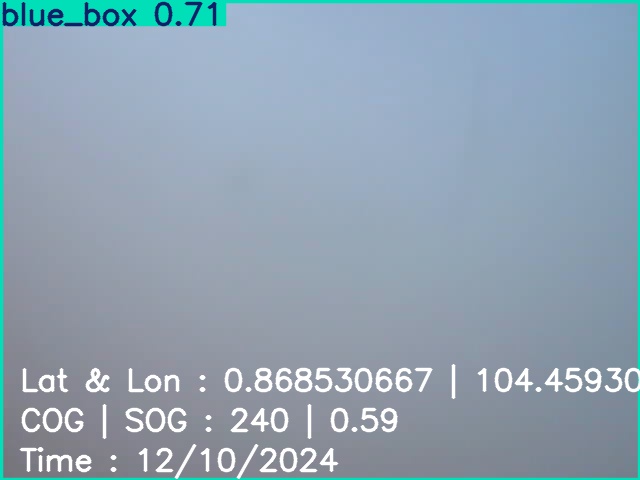 blue_box 0.71
Lat & Lon : 0.868530667 | 104.45930
COG | SOG : 240 | 0.59
Time : 12/10/2024